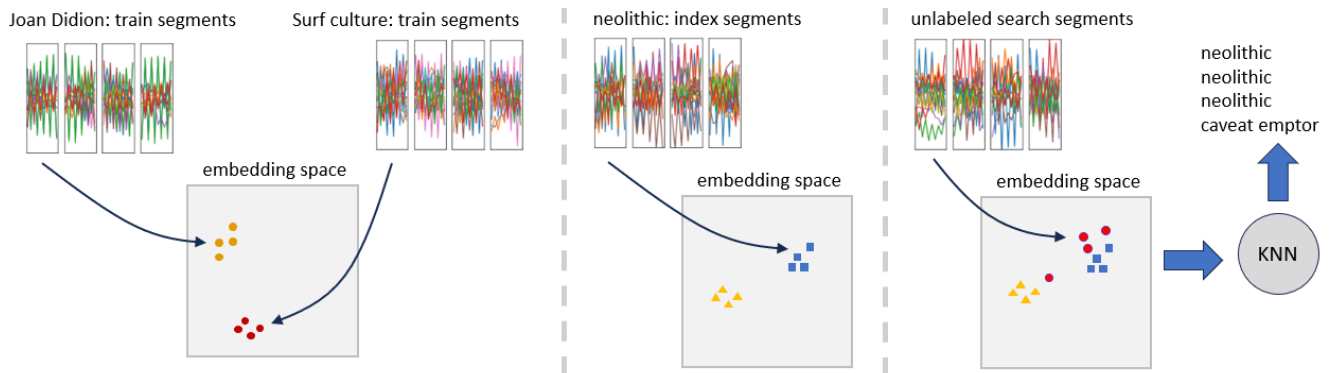 Joan Didion: train segments
Surf culture: train segments
embedding space
neolithic: index segments
embedding space
unlabeled search segments
embedding space
KNN
neolithic
neolithic
neolithic
caveat emptor